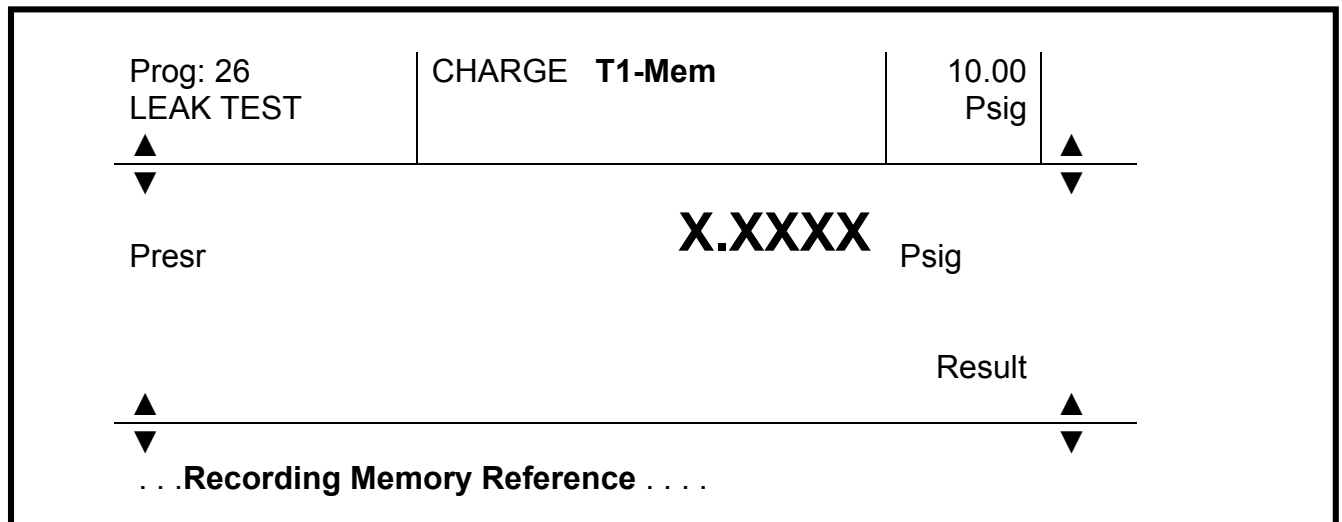 Prog: 26 CHARGE T1-Mem 10.00
LEAK TEST Psig
Presr X.XXXX Psig
Result
. . .Recording Memory Reference . . . .